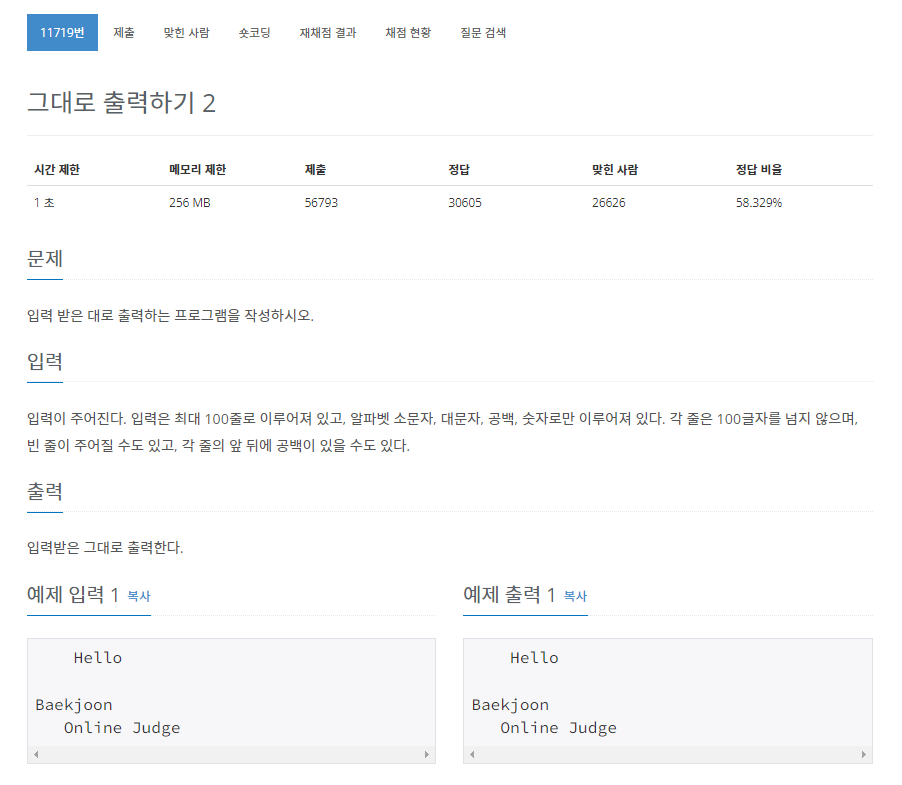 11719번 제출 맞힌 사람 숏코딩 재채점 결과 채점 현황 질문 검색
그대로 출력하기 2
시간 제한 메모리 제한 제출 정답 맞힌 사람 정답 비율
1 초 256 MB 56793 30605 26626 58.329%
문제
입력 받은 대로 출력하는 프로그램을 작성하시오.
입력
입력이 주어진다. 입력은 최대 100줄로 이루어져 있고, 알파벳 소문자, 대문자, 공백, 숫자로만 이루어져 있다. 각 줄은 100글자를 넘지 않으며,
빈 줄이 주어질 수도 있고, 각 줄의 앞 뒤에 공백이 있을 수도 있다.
출력
입력받은 그대로 출력한다.
예제 입력 1 복사
    Hello

Baekjoon
   Online Judge
예제 출력 1 복사
    Hello

Baekjoon
   Online Judge